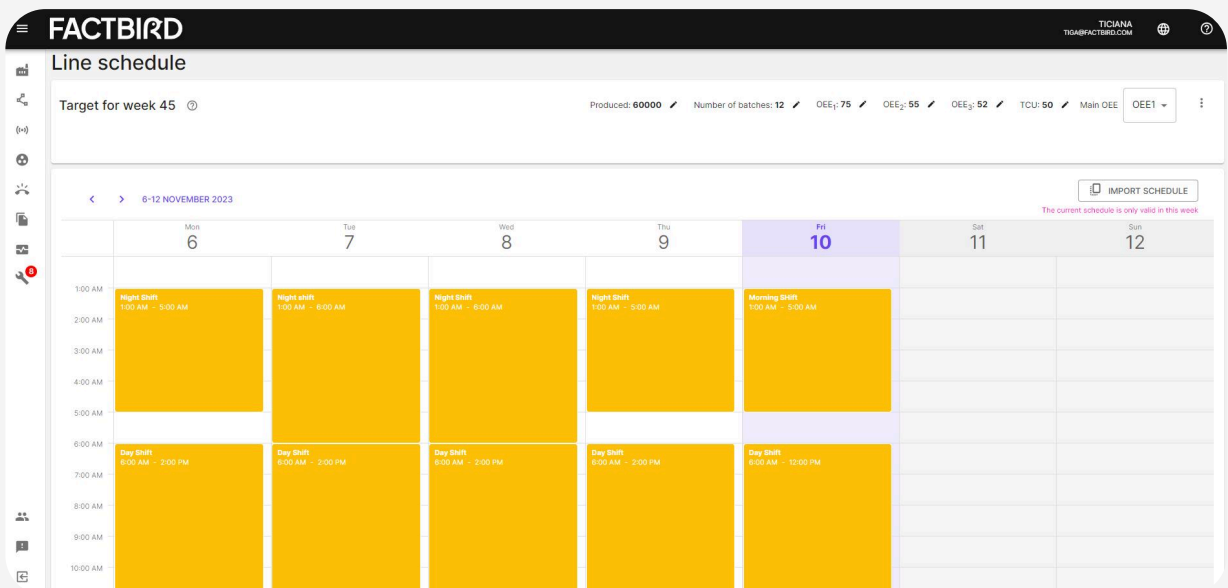 FACTBIRD
TICIANA
TIGA@FACTBIRD.COM
Line schedule
Target for week 45
Produced: 60000 Number of batches: 12 OEE₁: 75 OEE₂: 55 OEE₃: 52 TCU: 50 Main OEE OEE1
6-12 NOVEMBER 2023
IMPORT SCHEDULE
The current schedule is only valid in this week
Mon Tue Wed Thu Fri Sat Sun
6 7 8 9 10 11 12
8
1:00 AM
Night Shift Night shift Night Shift Night Shift Morning SHift
1:00 AM - 5:00 AM 1:00 AM - 6:00 AM 1:00 AM - 6:00 AM 1:00 AM - 5:00 AM 1:00 AM - 5:00 AM
2:00 AM
3:00 AM
4:00 AM
5:00 AM
6:00 AM
Day Shift Day Shift Day Shift Day Shift Day Shift
6:00 AM - 2:00 PM 6:00 AM - 2:00 PM 6:00 AM - 2:00 PM 6:00 AM - 2:00 PM 6:00 AM - 12:00 PM
7:00 AM
8:00 AM
9:00 AM
10:00 AM